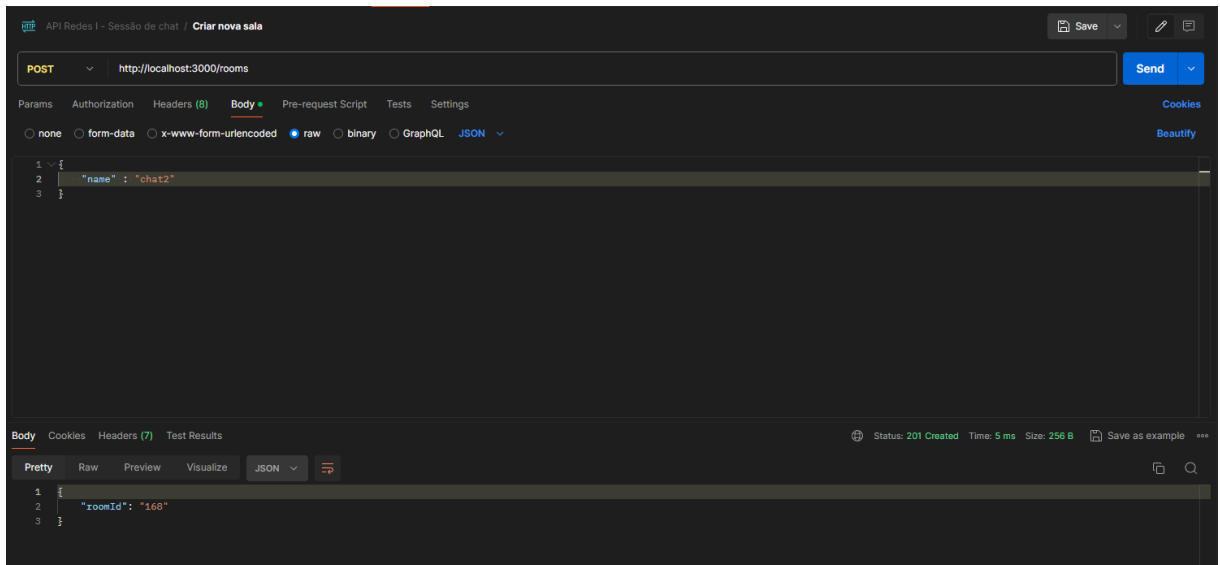 HTTP API Redes I - Sessão de chat / Criar nova sala Save
POST http://localhost:3000/rooms Send
Params Authorization Headers (8) Body Pre-request Script Tests Settings Cookies
none form-data x-www-form-urlencoded raw binary GraphQL JSON Beautify
1 {
2 "name" : "chat2"
3 }
Body Cookies Headers (7) Test Results Status: 201 Created Time: 5 ms Size: 256 B Save as example
Pretty Raw Preview Visualize JSON
1 {
2 "roomId": "168"
3 }